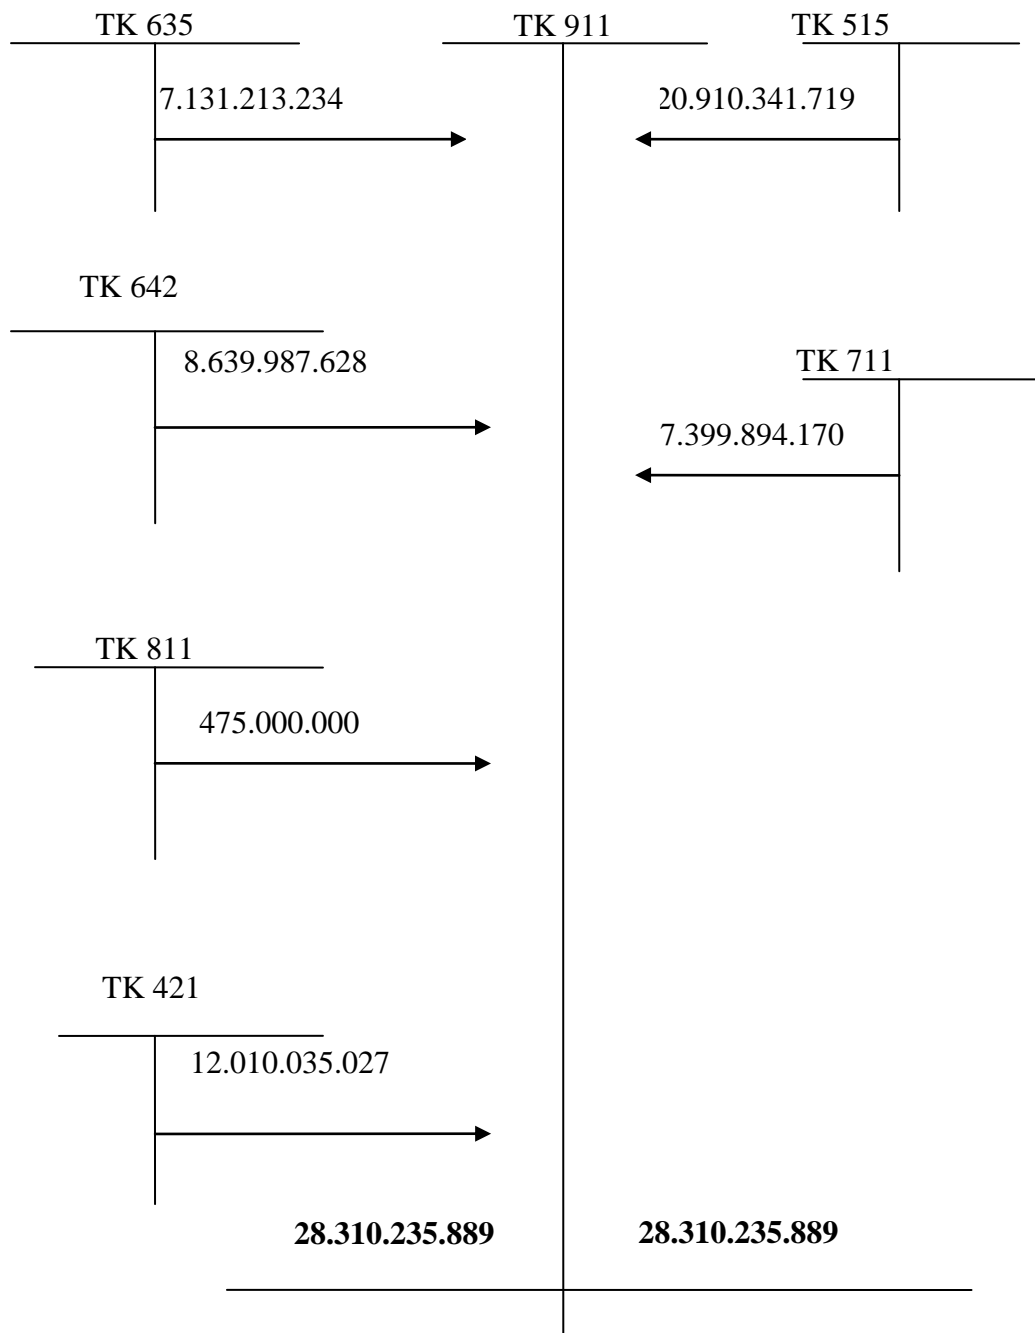 TK 635
TK 911
TK 515
7.131.213.234
20.910.341.719
TK 642
8.639.987.628
TK 711
7.399.894.170
TK 811
475.000.000
TK 421
12.010.035.027
28.310.235.889
28.310.235.889